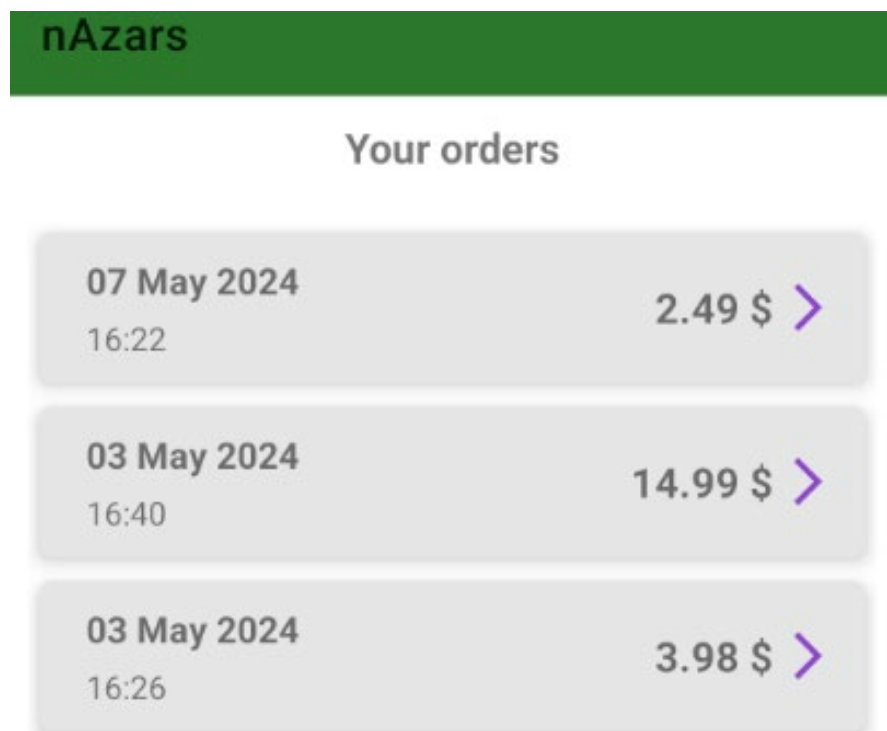 nAzars
Your orders
07 May 2024
16:22
2.49 $
03 May 2024
16:40
14.99 $
03 May 2024
16:26
3.98 $